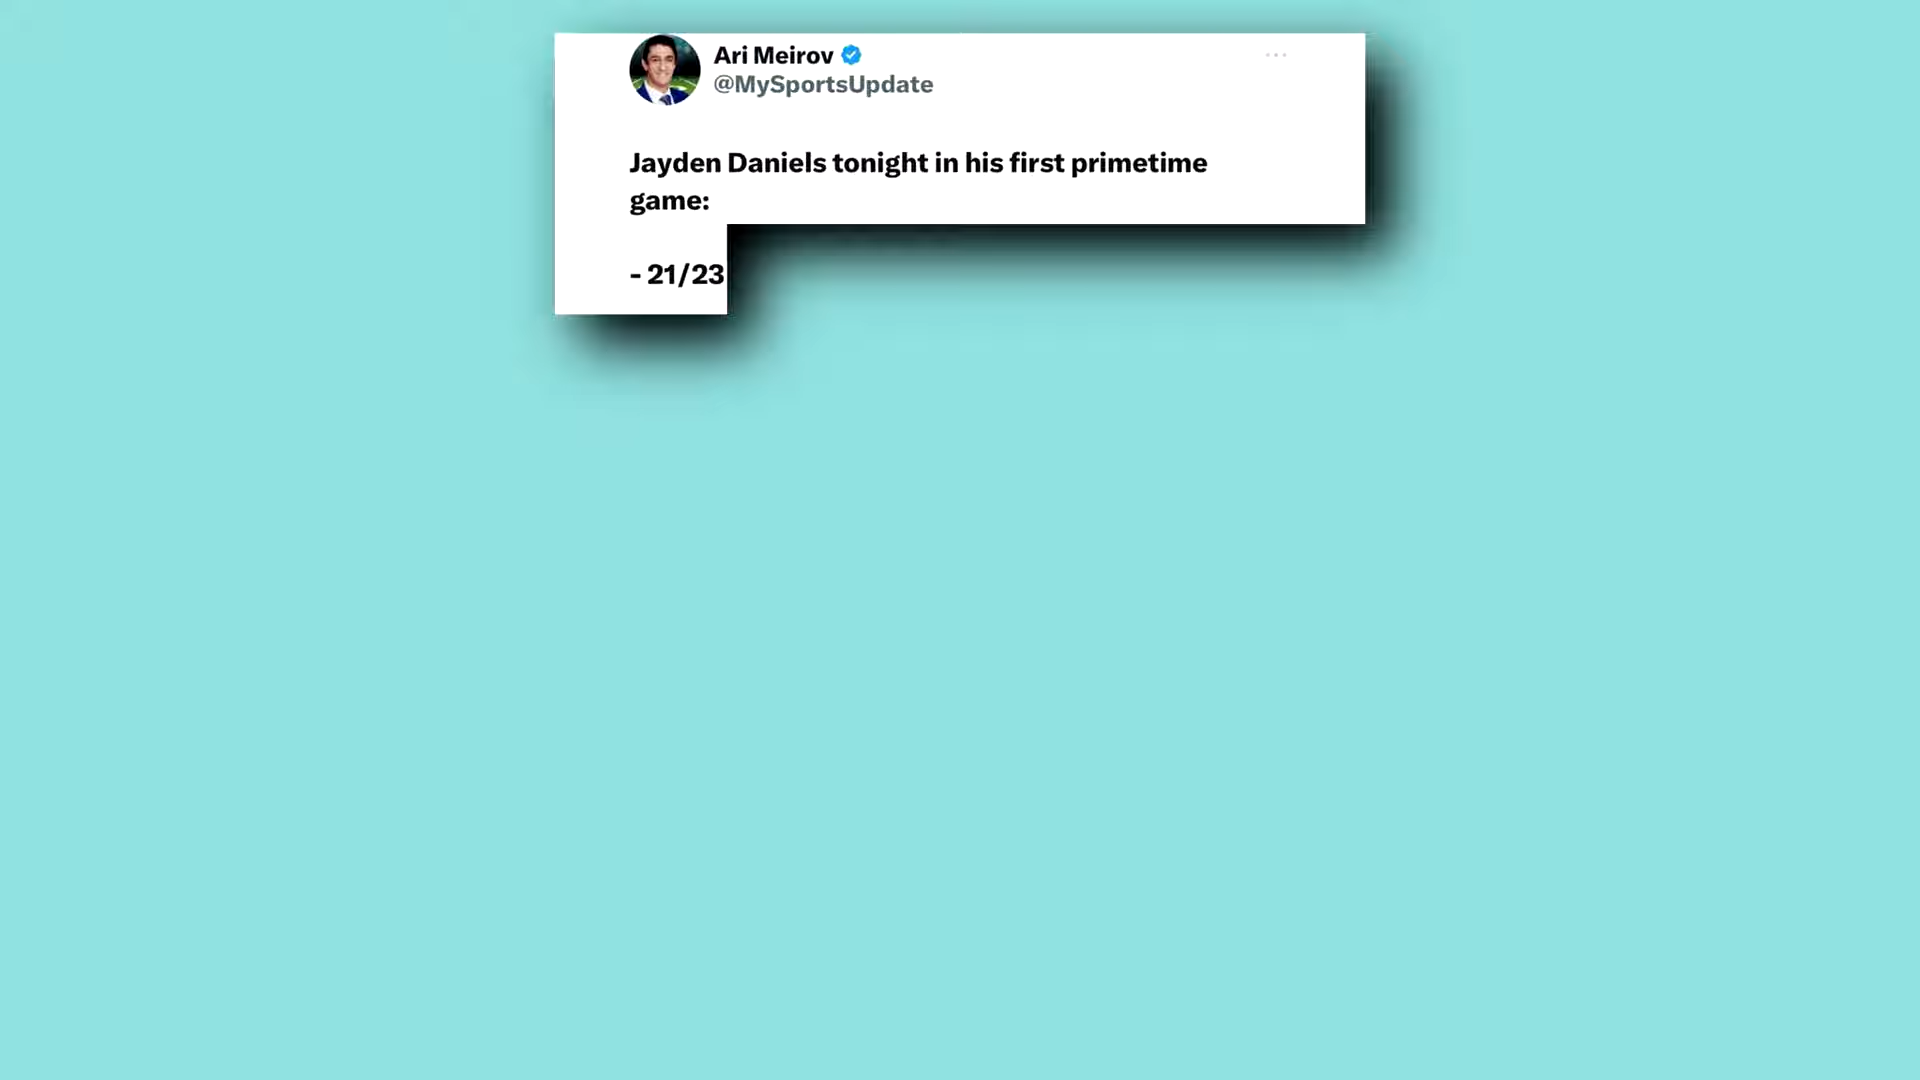 Ari Meirov
@MySportsUpdate
Jayden Daniels tonight in his first primetime
game:
- 21/23